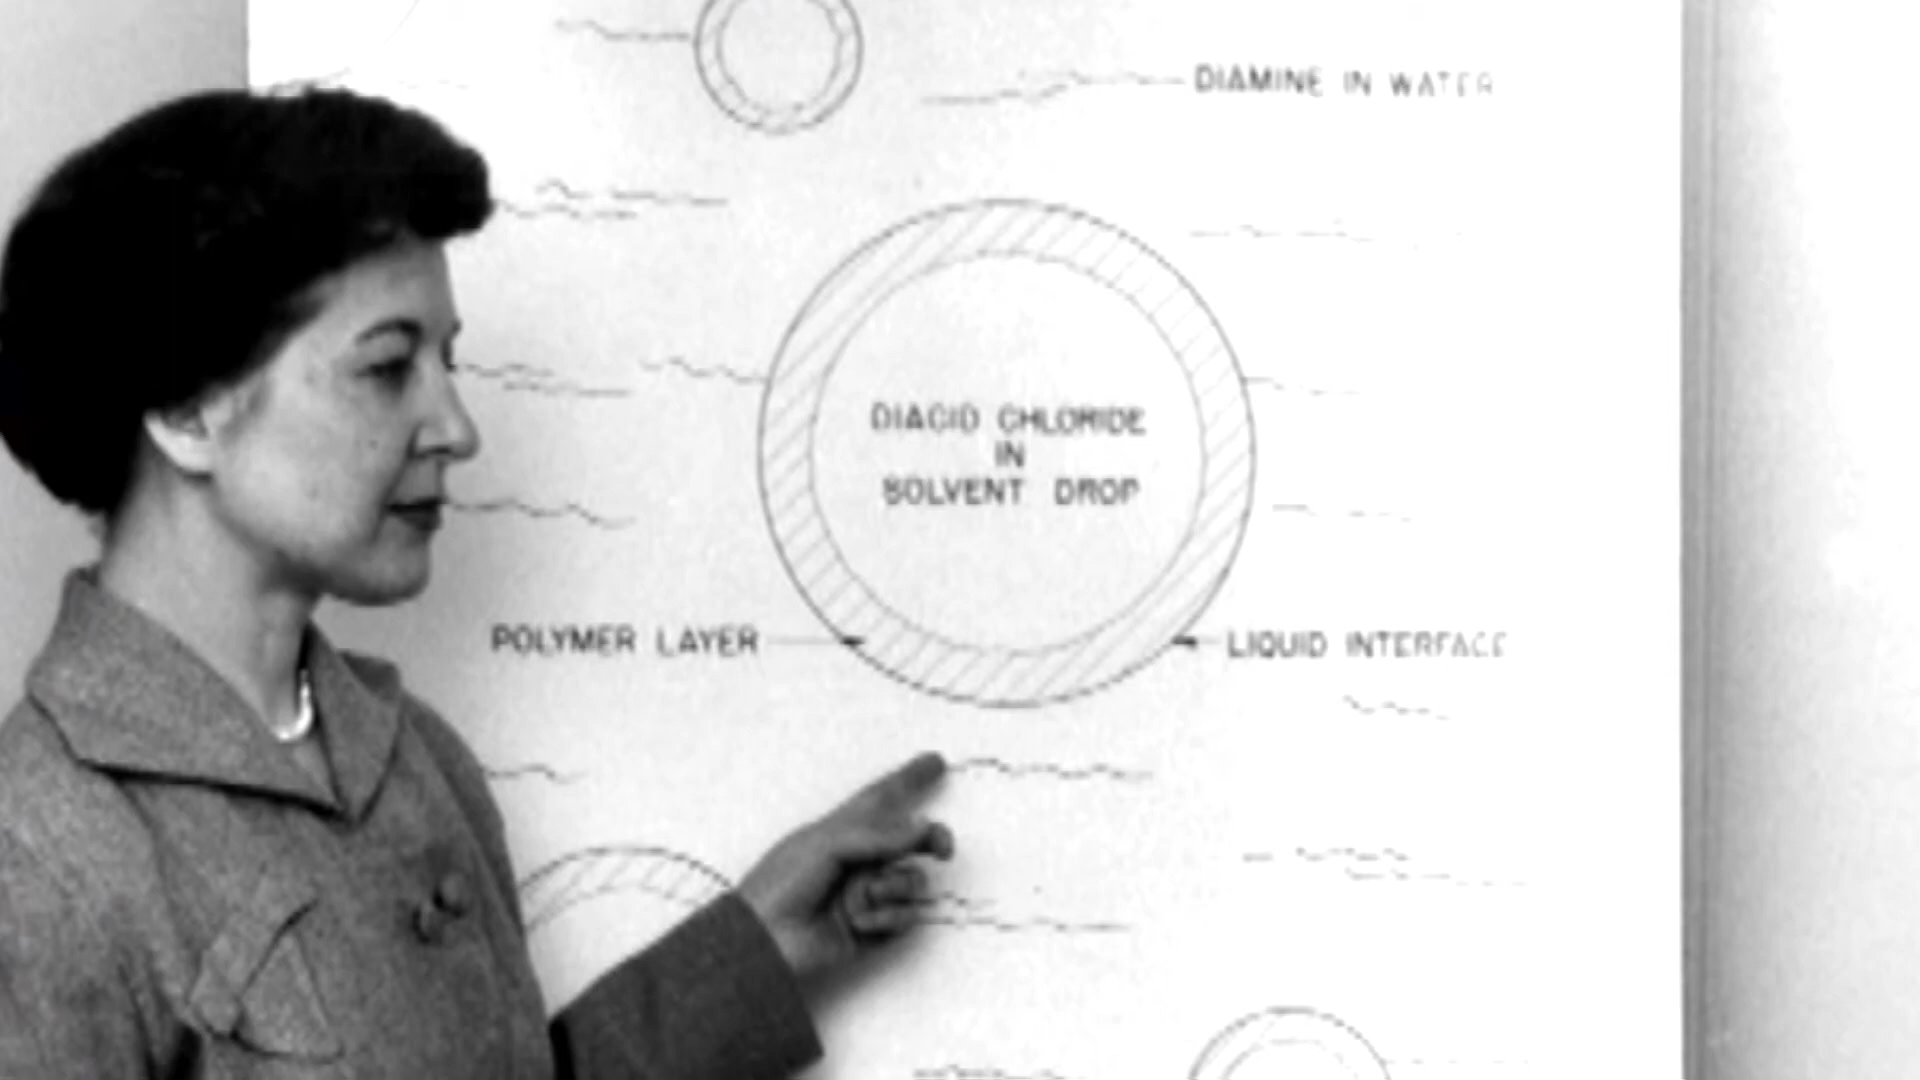 DIAMINE IN WATER
DIACID CHLORIDE
IN
SOLVENT DROP
POLYMER LAYER
LIQUID INTERFACE